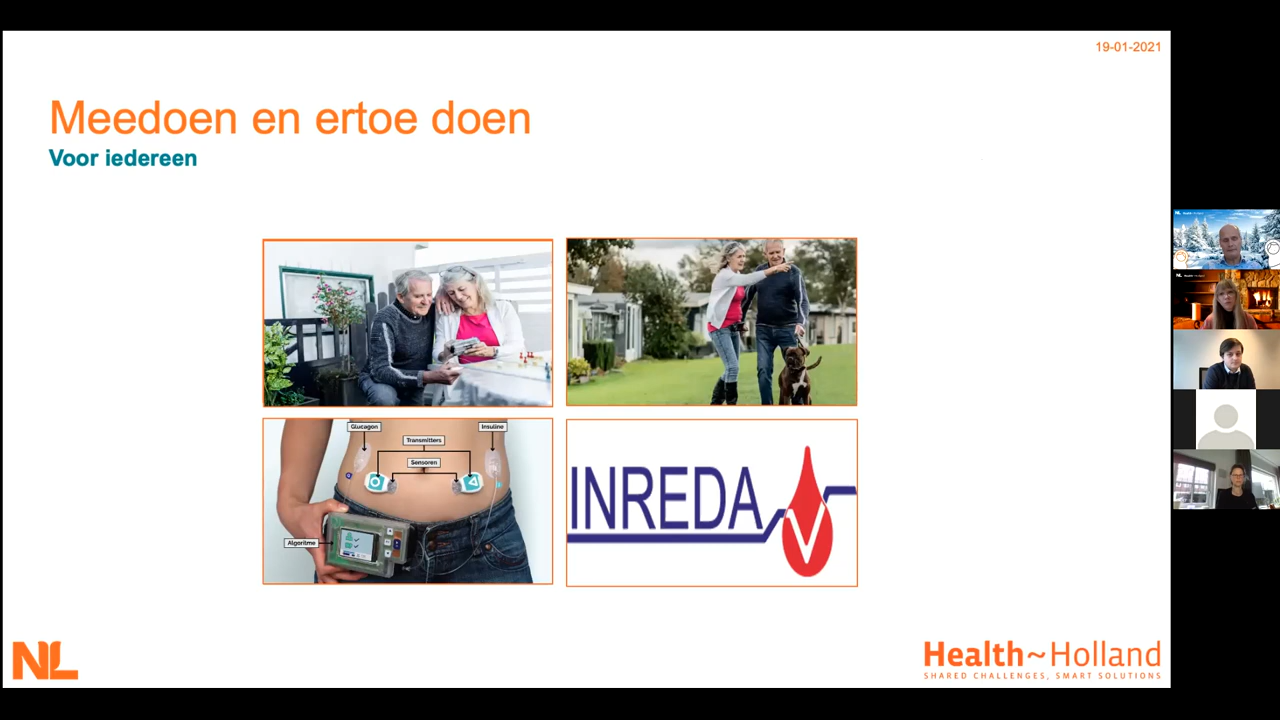 19-01-2021
Meedoen en ertoe doen
Voor iedereen
Glucagon
Insuline
Transmitters
Sensoren
Algoritme
INREDA
NL
Health~Holland
SHARED CHALLENGES, SMART SOLUTIONS